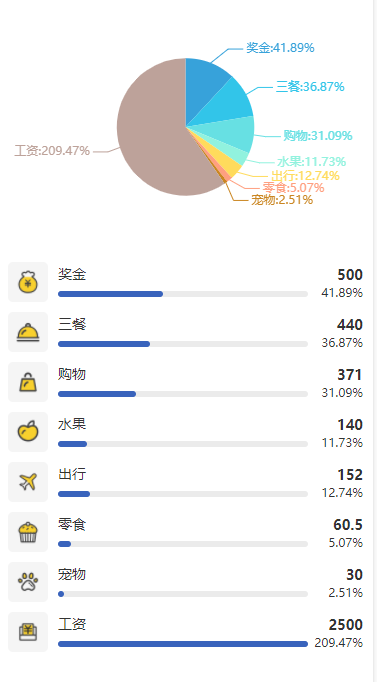 奖金:41.89%
三餐:36.87%
购物:31.09%
工资:209.47%
水果:11.73%
出行:12.74%
零食:5.07%
宠物:2.51%
奖金 500
41.89%
三餐 440
36.87%
购物 371
31.09%
水果 140
11.73%
出行 152
12.74%
零食 60.5
5.07%
宠物 30
2.51%
工资 2500
209.47%